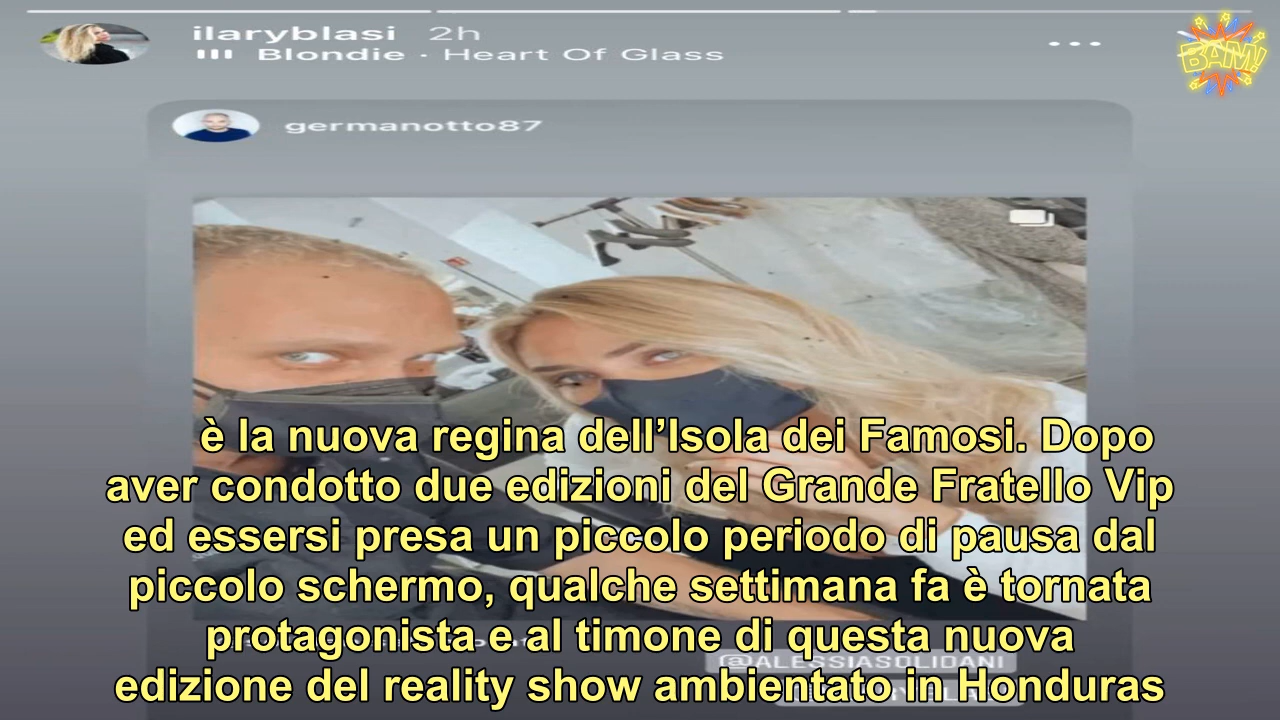 ilaryblasi 2h
Blondie · Heart Of Glass
BAM!
germanotto87
è la nuova regina dell'Isola dei Famosi. Dopo
aver condotto due edizioni del Grande Fratello Vip
ed essersi presa un piccolo periodo di pausa dal
piccolo schermo, qualche settimana fa è tornata
protagonista e al timone di questa nuova
@ALESSIASOLIDANI
edizione del reality show ambientato in Honduras